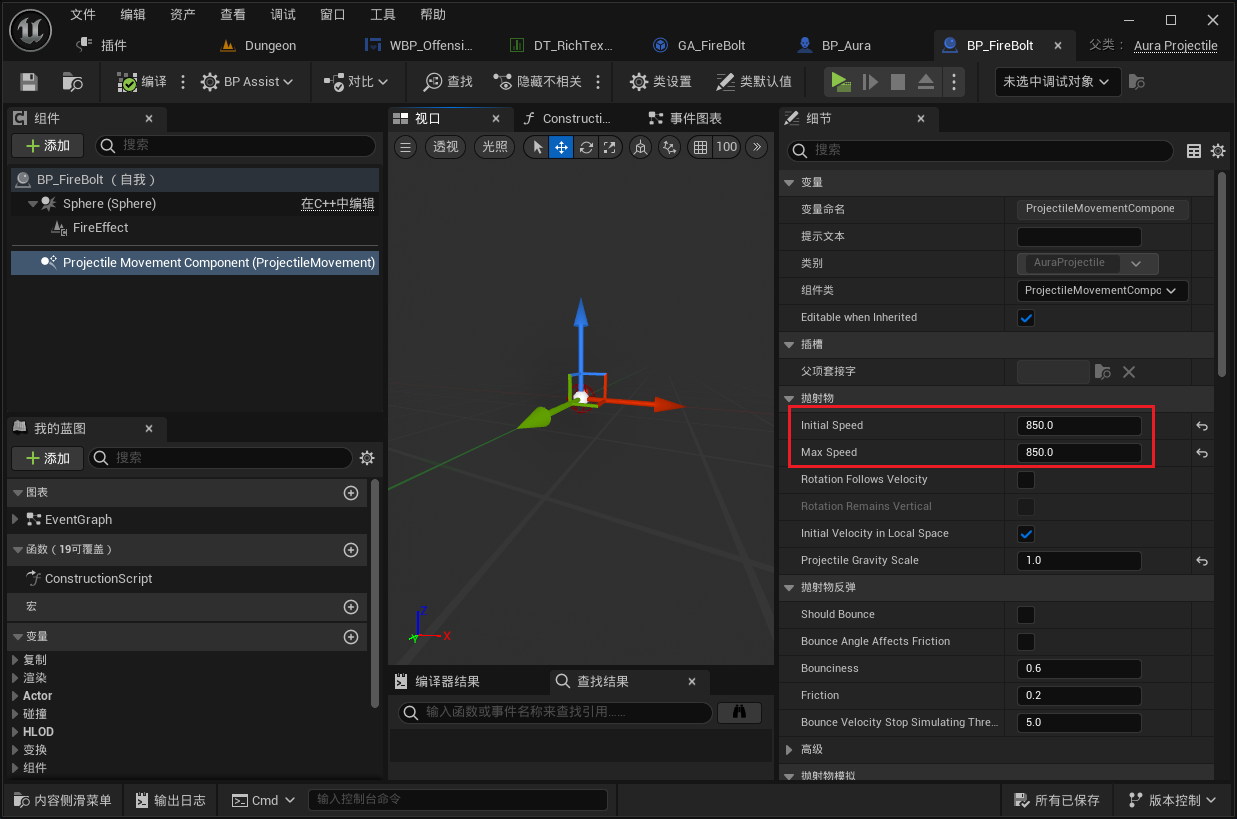 文件 编辑 资产 查看 调试 窗口 工具 帮助
插件 Dungeon WBP_Offensi... DT_RichTex... GA_FireBolt BP_Aura BP_FireBolt 父类： Aura Projectile
编译 BP Assist 对比 查找 隐藏不相关 类设置 类默认值 未选中调试对象
组件
添加 搜索
BP_FireBolt （自我）
Sphere (Sphere) 在C++中编辑
FireEffect
Projectile Movement Component (ProjectileMovement)
我的蓝图
添加 搜索
图表
EventGraph
函数（19可覆盖）
ConstructionScript
宏
变量
复制
渲染
Actor
碰撞
HLOD
变换
组件
视口 Constructi... 事件图表
透视 光照 100
Z
X
Y
编译器结果 查找结果
输入函数或事件名称来查找引用……
细节
搜索
变量
变量命名 ProjectileMovementCompone
提示文本
类别 AuraProjectile
组件类 ProjectileMovementCompo
Editable when Inherited
插槽
父项套接字
抛射物
Initial Speed 850.0
Max Speed 850.0
Rotation Follows Velocity
Rotation Remains Vertical
Initial Velocity in Local Space
Projectile Gravity Scale 1.0
抛射物反弹
Should Bounce
Bounce Angle Affects Friction
Bounciness 0.6
Friction 0.2
Bounce Velocity Stop Simulating Thre... 5.0
高级
抛射物模拟
内容侧滑菜单 输出日志 Cmd 输入控制台命令 所有已保存 版本控制